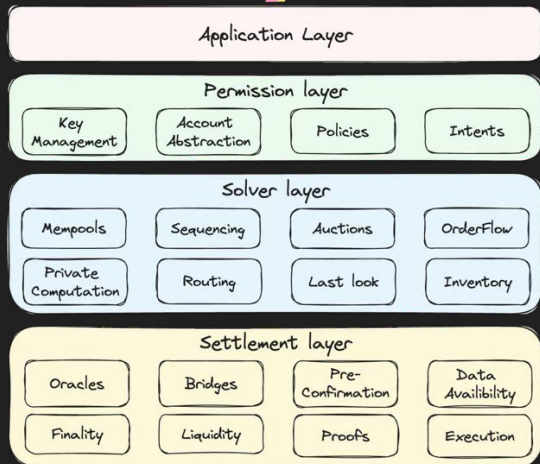 Application Layer
Permission layer
Key
Management
Account
Abstraction
Policies
Intents
Solver layer
Mempools
Sequencing
Auctions
OrderFlow
Private
Computation
Routing
Last look
Inventory
Settlement layer
Oracles
Bridges
Pre-
Confirmation
Data
Availibility
Finality
Liquidity
Proofs
Execution